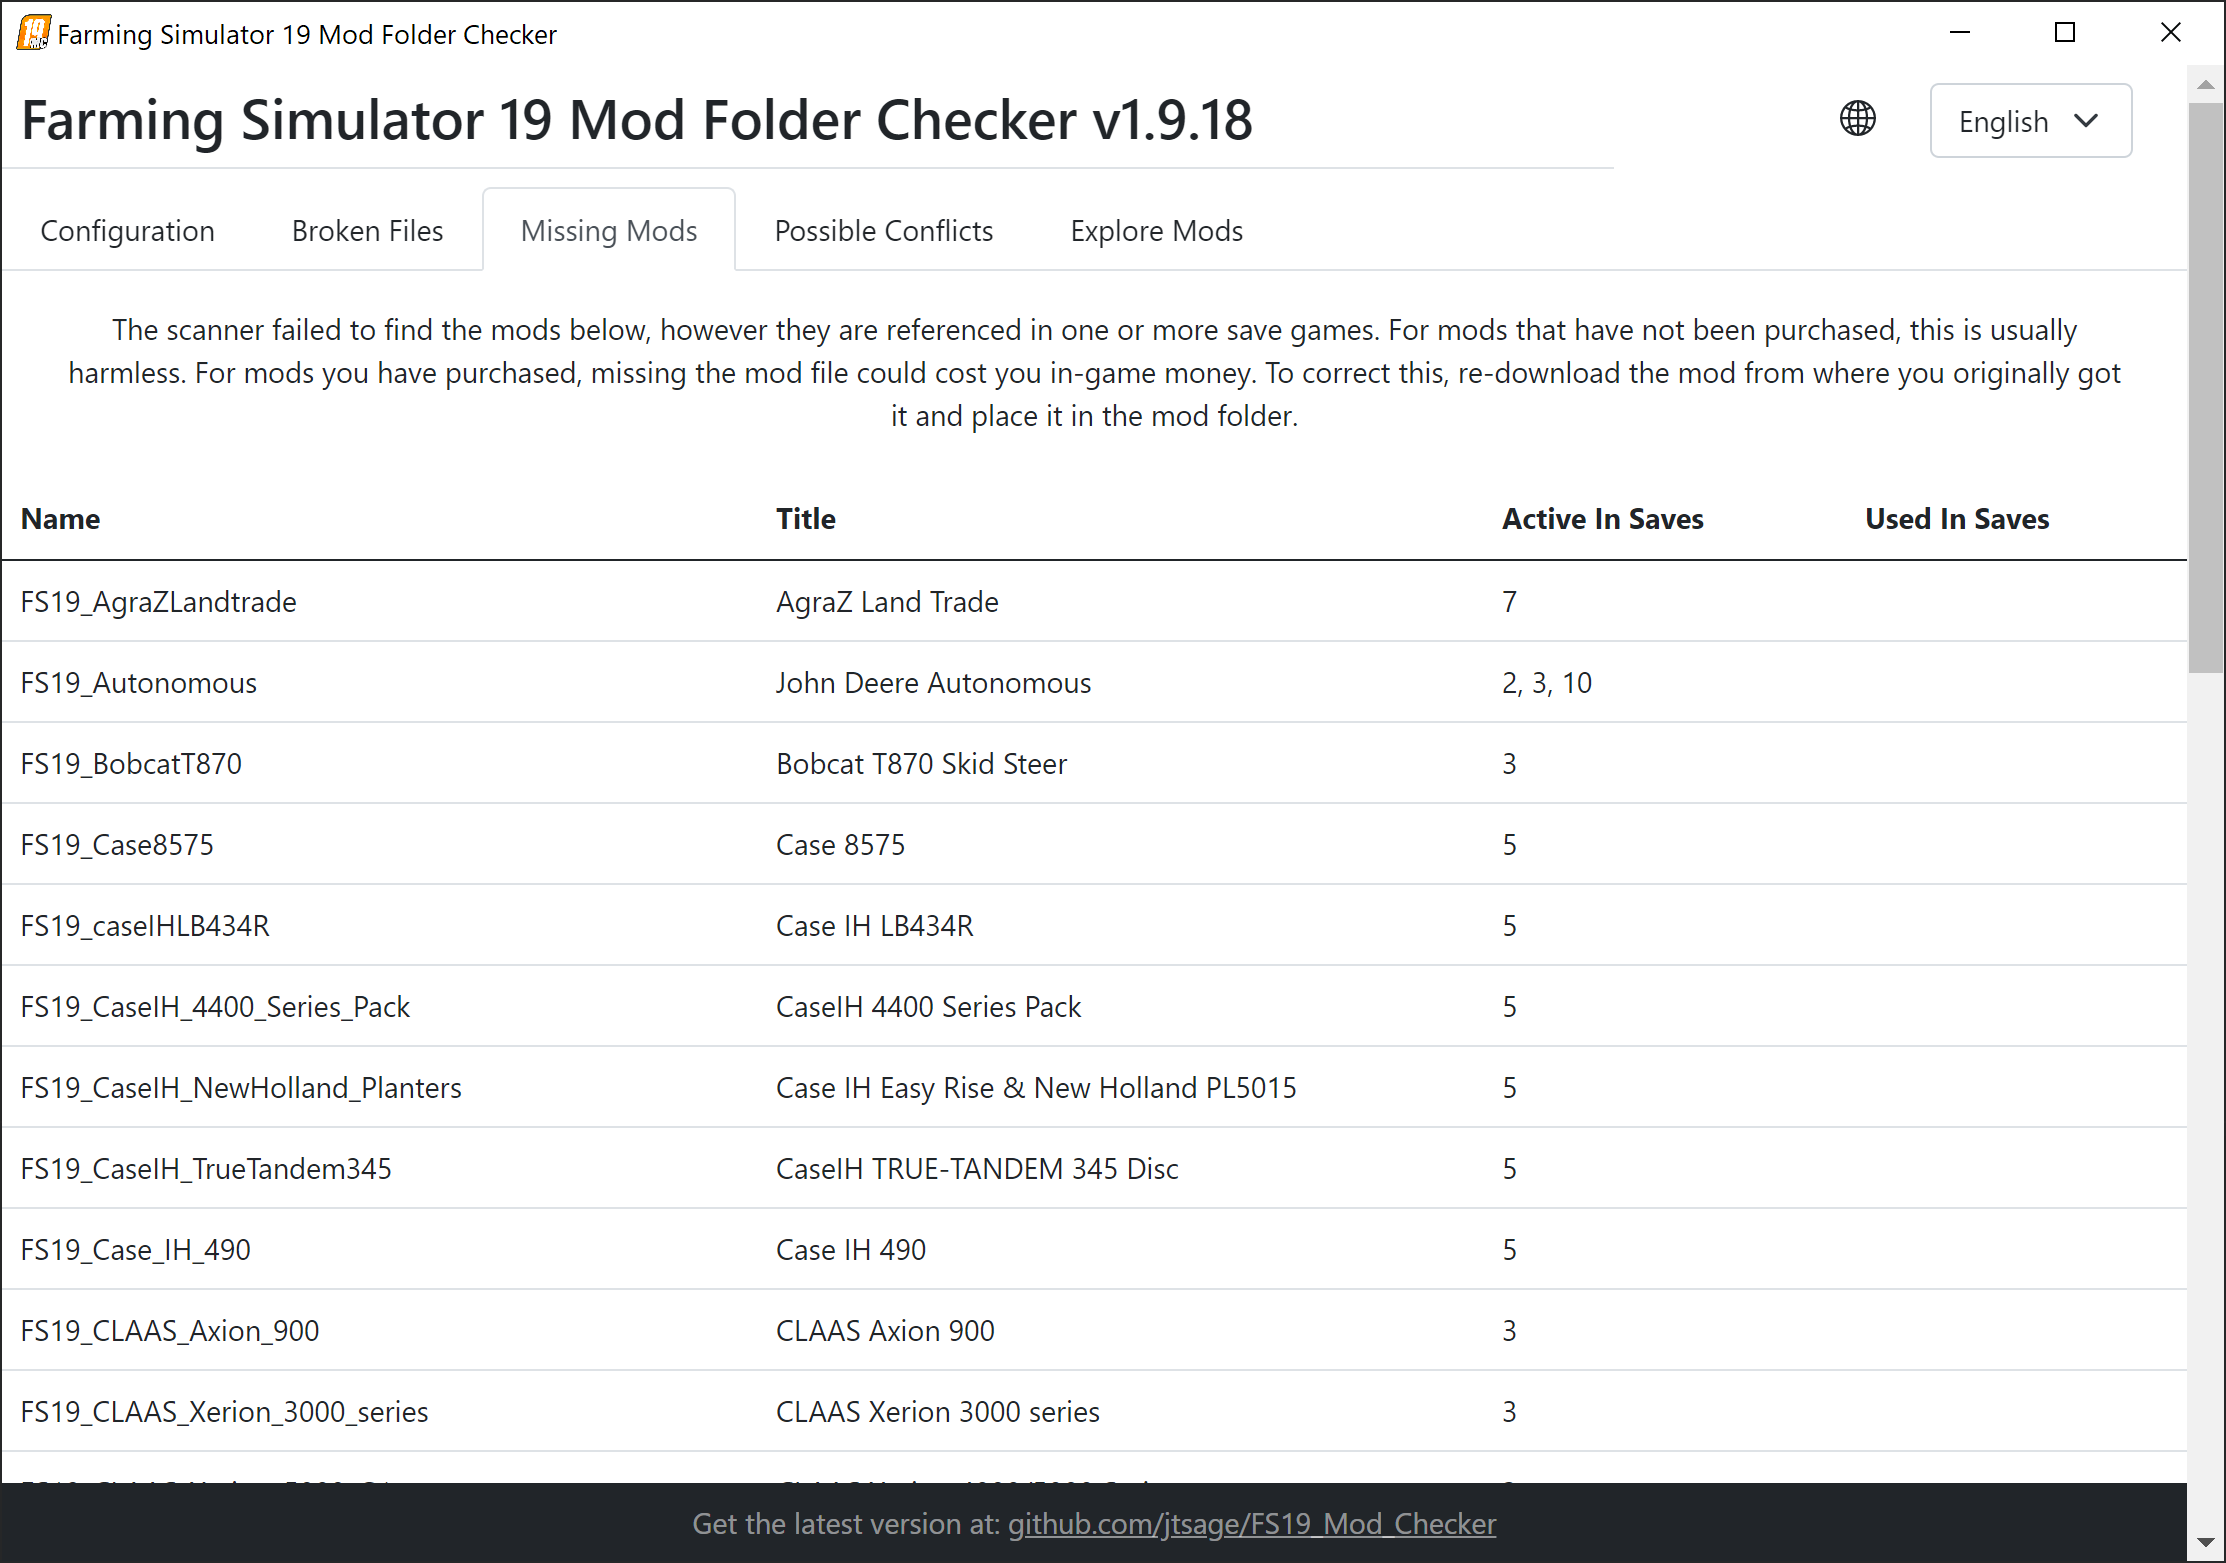 Farming Simulator 19 Mod Folder Checker
Farming Simulator 19 Mod Folder Checker v1.9.18
English
Configuration Broken Files Missing Mods Possible Conflicts Explore Mods
The scanner failed to find the mods below, however they are referenced in one or more save games. For mods that have not been purchased, this is usually
harmless. For mods you have purchased, missing the mod file could cost you in-game money. To correct this, re-download the mod from where you originally got
it and place it in the mod folder.
Name Title Active In Saves Used In Saves
FS19_AgraZLandtrade AgraZ Land Trade 7
FS19_Autonomous John Deere Autonomous 2, 3, 10
FS19_BobcatT870 Bobcat T870 Skid Steer 3
FS19_Case8575 Case 8575 5
FS19_caseIHLB434R Case IH LB434R 5
FS19_CaseIH_4400_Series_Pack CaseIH 4400 Series Pack 5
FS19_CaseIH_NewHolland_Planters Case IH Easy Rise & New Holland PL5015 5
FS19_CaseIH_TrueTandem345 CaseIH TRUE-TANDEM 345 Disc 5
FS19_Case_IH_490 Case IH 490 5
FS19_CLAAS_Axion_900 CLAAS Axion 900 3
FS19_CLAAS_Xerion_3000_series CLAAS Xerion 3000 series 3
Get the latest version at: github.com/jtsage/FS19_Mod_Checker